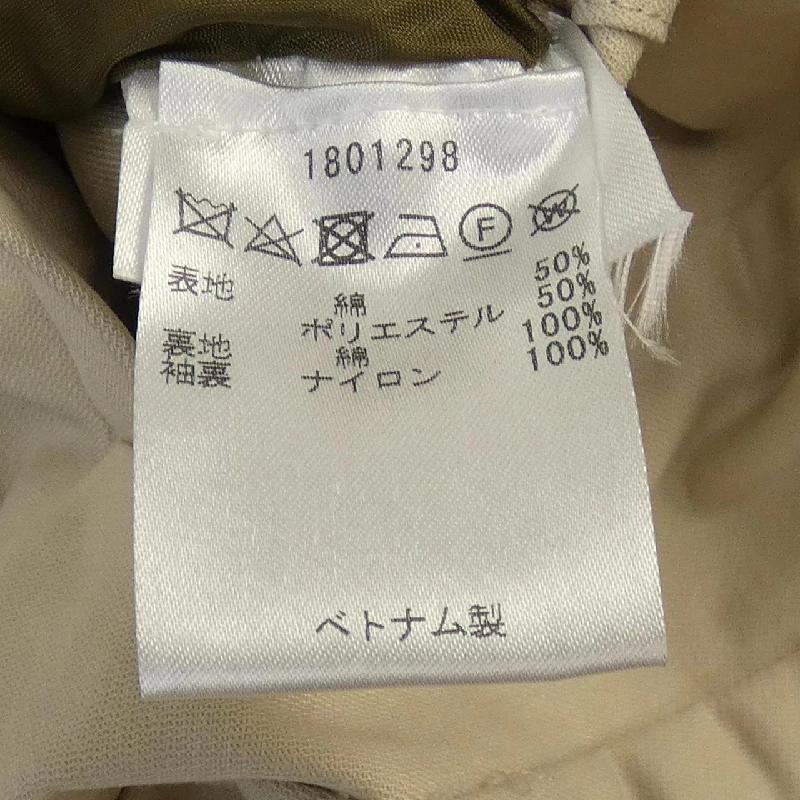 1801298
F W
表地 綿 50%
ポリエステル 50%
裏地 綿 100%
袖裏 ナイロン 100%
ベトナム製